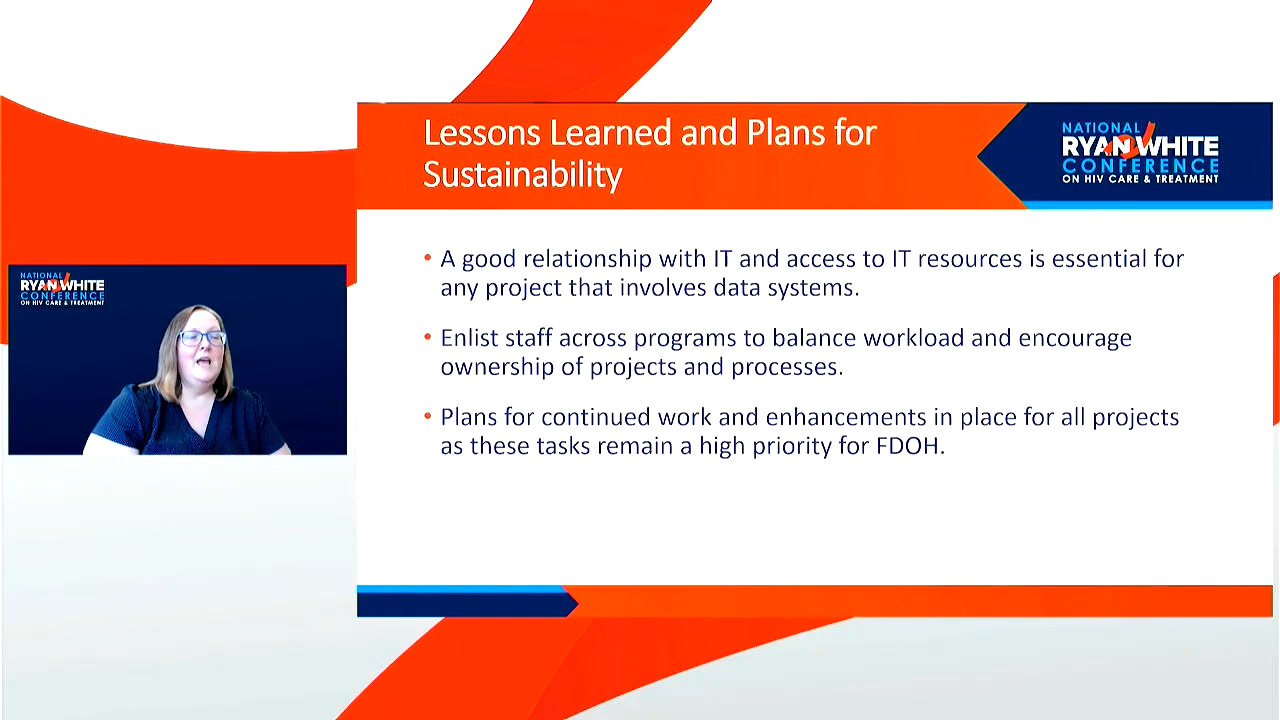 Lessons Learned and Plans for
Sustainability
NATIONAL
RYAN WHITE
CONFERENCE
ON HIV CARE & TREATMENT
NATIONAL
RYAN WHITE
CONFERENCE
ON HIV CARE & TREATMENT
• A good relationship with IT and access to IT resources is essential for
any project that involves data systems.
• Enlist staff across programs to balance workload and encourage
ownership of projects and processes.
• Plans for continued work and enhancements in place for all projects
as these tasks remain a high priority for FDOH.